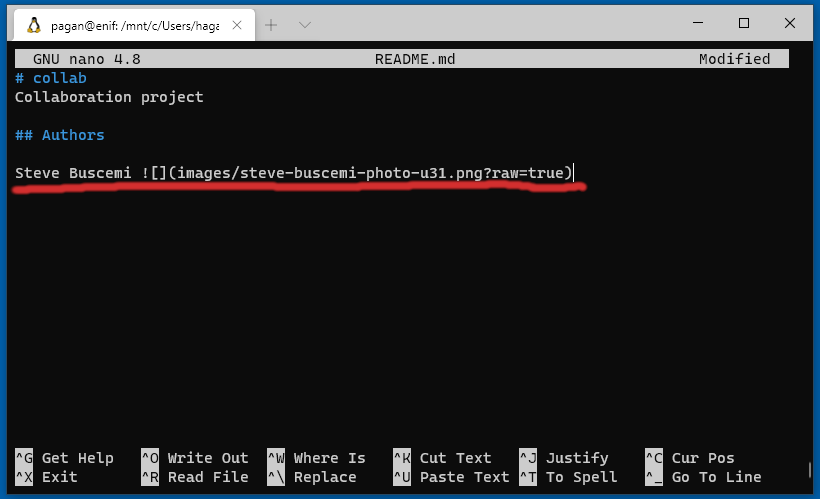 pagan@enif: /mnt/c/Users/haga
GNU nano 4.8 README.md Modified
# collab
Collaboration project
## Authors
Steve Buscemi ![](images/steve-buscemi-photo-u31.png?raw=true)
^G Get Help ^O Write Out ^W Where Is ^K Cut Text ^J Justify ^C Cur Pos
^X Exit ^R Read File ^\ Replace ^U Paste Text ^T To Spell ^_ Go To Line